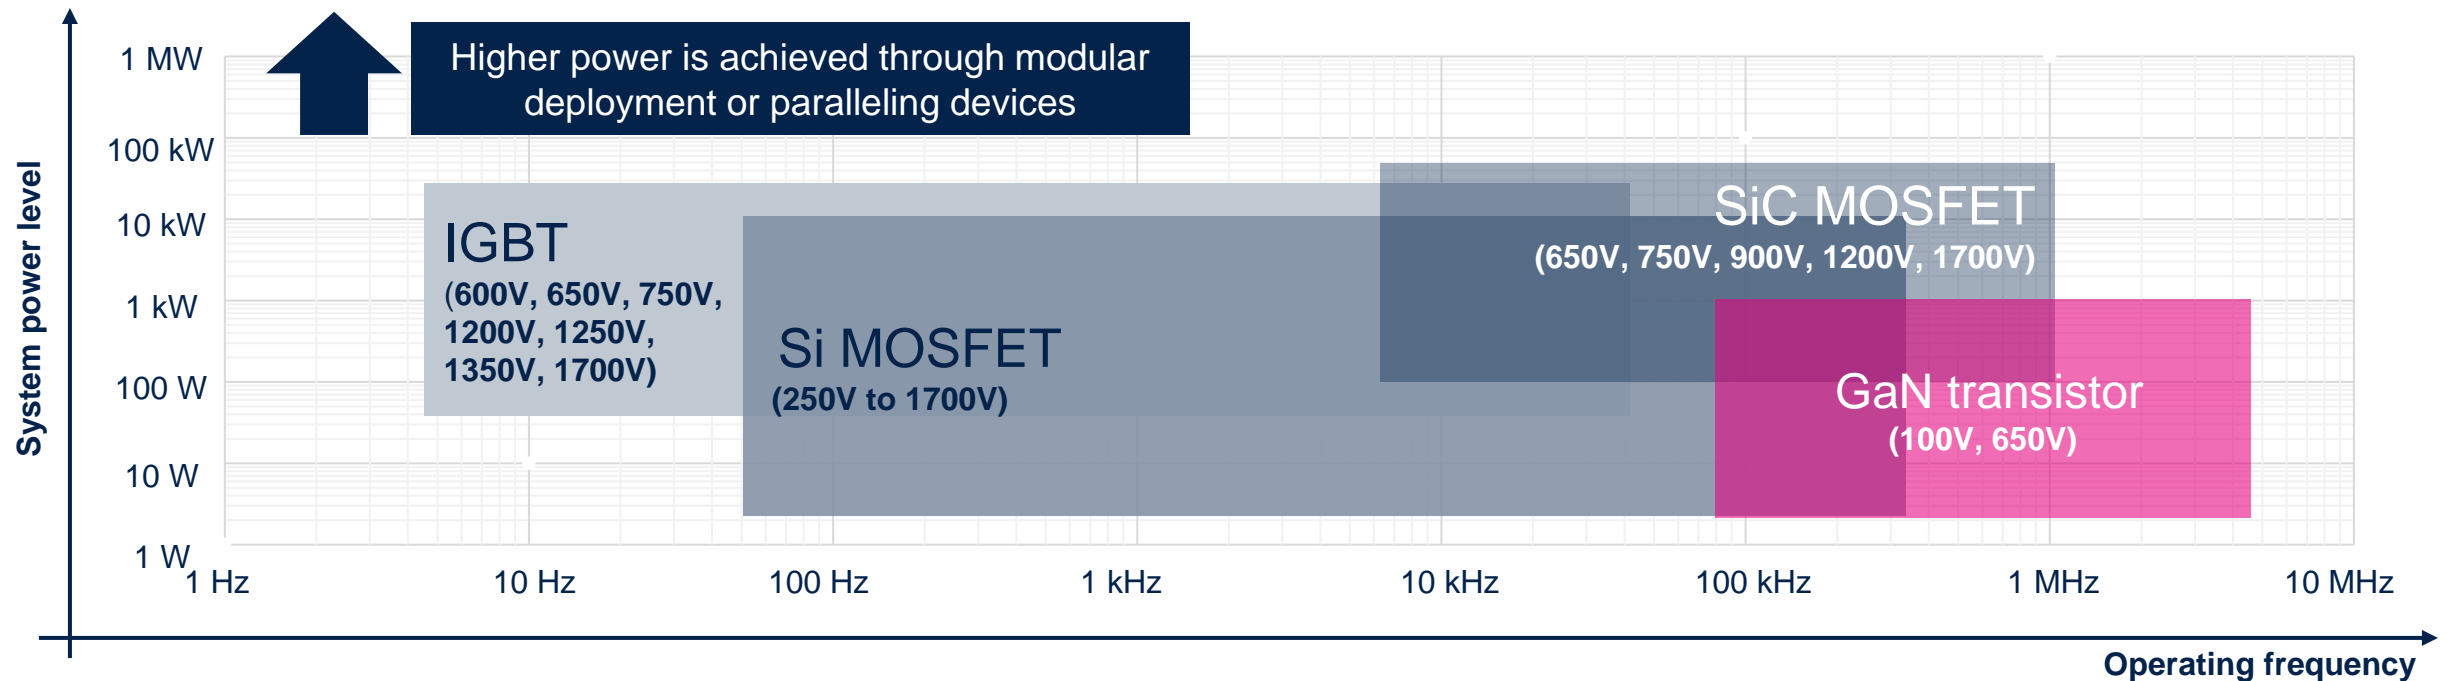 Higher power is achieved through modular
deployment or paralleling devices
System power level
1 MW
100 kW
10 kW
1 kW
100 W
10 W
1 W
IGBT
(600V, 650V, 750V,
1200V, 1250V,
1350V, 1700V)
Si MOSFET
(250V to 1700V)
SiC MOSFET
(650V, 750V, 900V, 1200V, 1700V)
GaN transistor
(100V, 650V)
1 Hz
10 Hz
100 Hz
1 kHz
10 kHz
100 kHz
1 MHz
10 MHz
Operating frequency